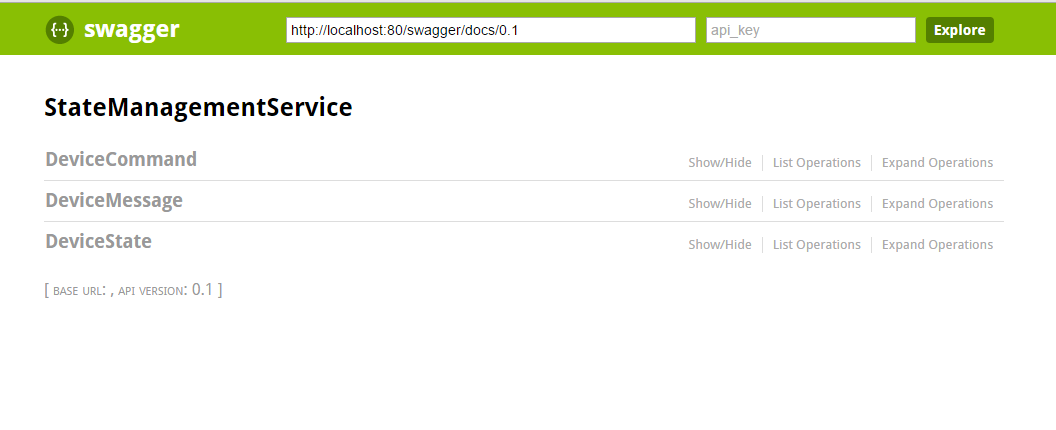 {··} swagger http://localhost:80/swagger/docs/0.1 api_key Explore
StateManagementService
DeviceCommand Show/Hide List Operations Expand Operations
DeviceMessage Show/Hide List Operations Expand Operations
DeviceState Show/Hide List Operations Expand Operations
[ BASE URL: , API VERSION: 0.1 ]